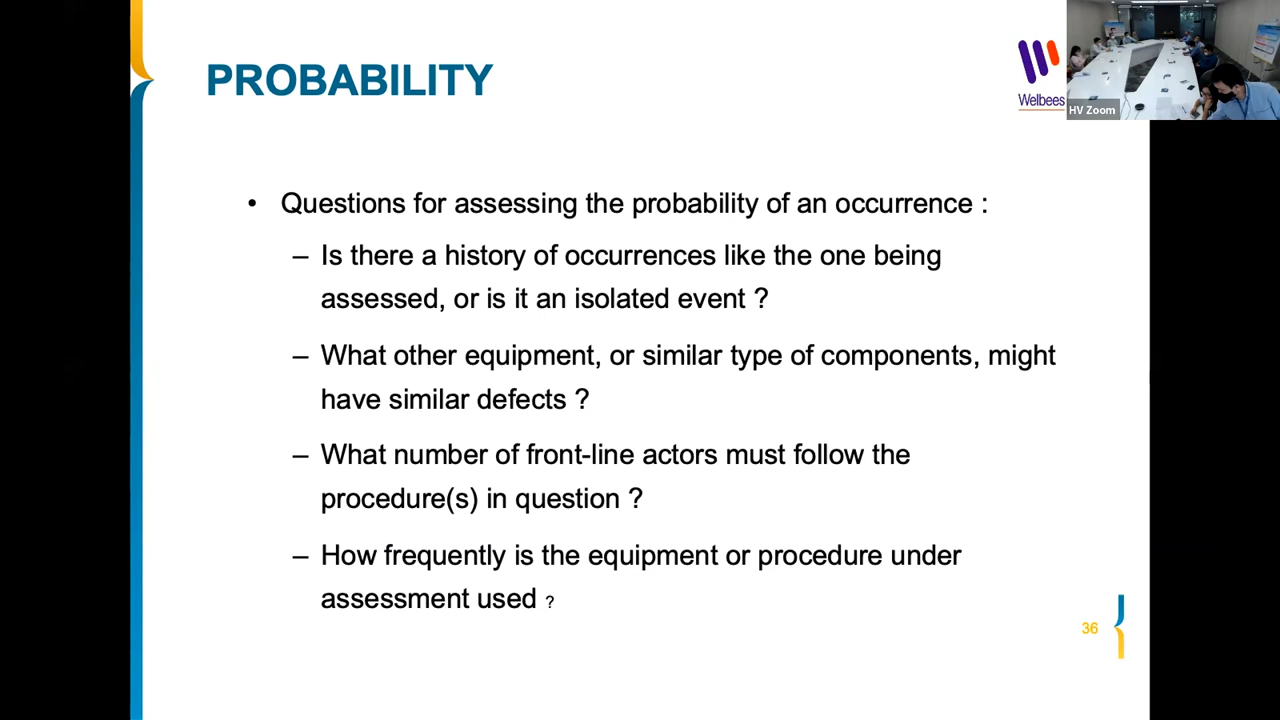 PROBABILITY
Welbees
HV Zoom
• Questions for assessing the probability of an occurrence :
– Is there a history of occurrences like the one being
assessed, or is it an isolated event ?
– What other equipment, or similar type of components, might
have similar defects ?
– What number of front-line actors must follow the
procedure(s) in question ?
– How frequently is the equipment or procedure under
assessment used ?
36